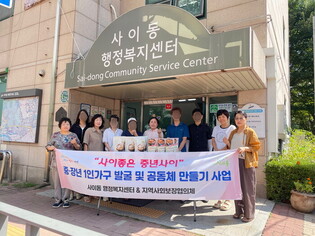 사이동
행정복지센터
Sai-dong Community Service Center
"사이좋은 중년사이"
중·장년 1인가구 발굴 및 공동체 만들기 사업
사이동 행정복지센터 & 지역사회보장협의체